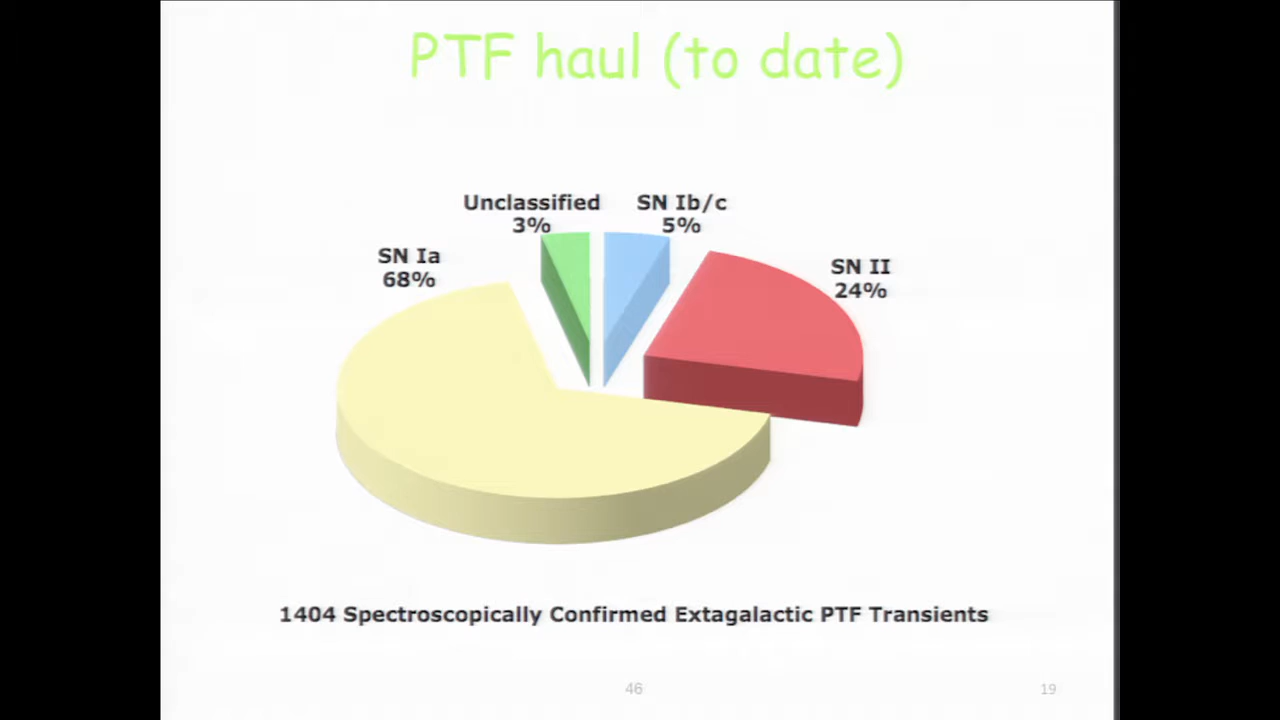 PTF haul (to date)
Unclassified
3%
SN Ib/c
5%
SN Ia
68%
SN II
24%
1404 Spectroscopically Confirmed Extagalactic PTF Transients
46
19